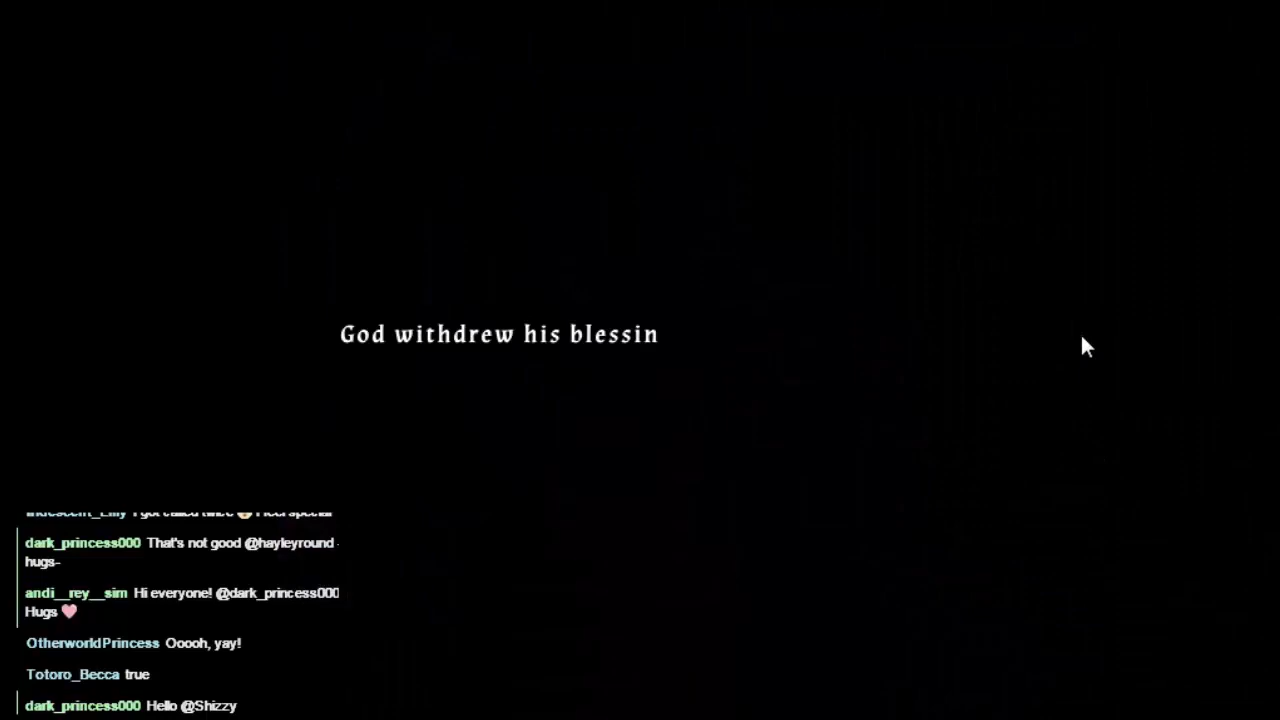 God withdrew his blessin
dark_princess000 That's not good @hayleyround -
hugs-
andi__rey__sim Hi everyone! @dark_princess000
Hugs 🩷
OtherworldPrincess Ooooh, yay!
Totoro_Becca true
dark_princess000 Hello @Shizzy